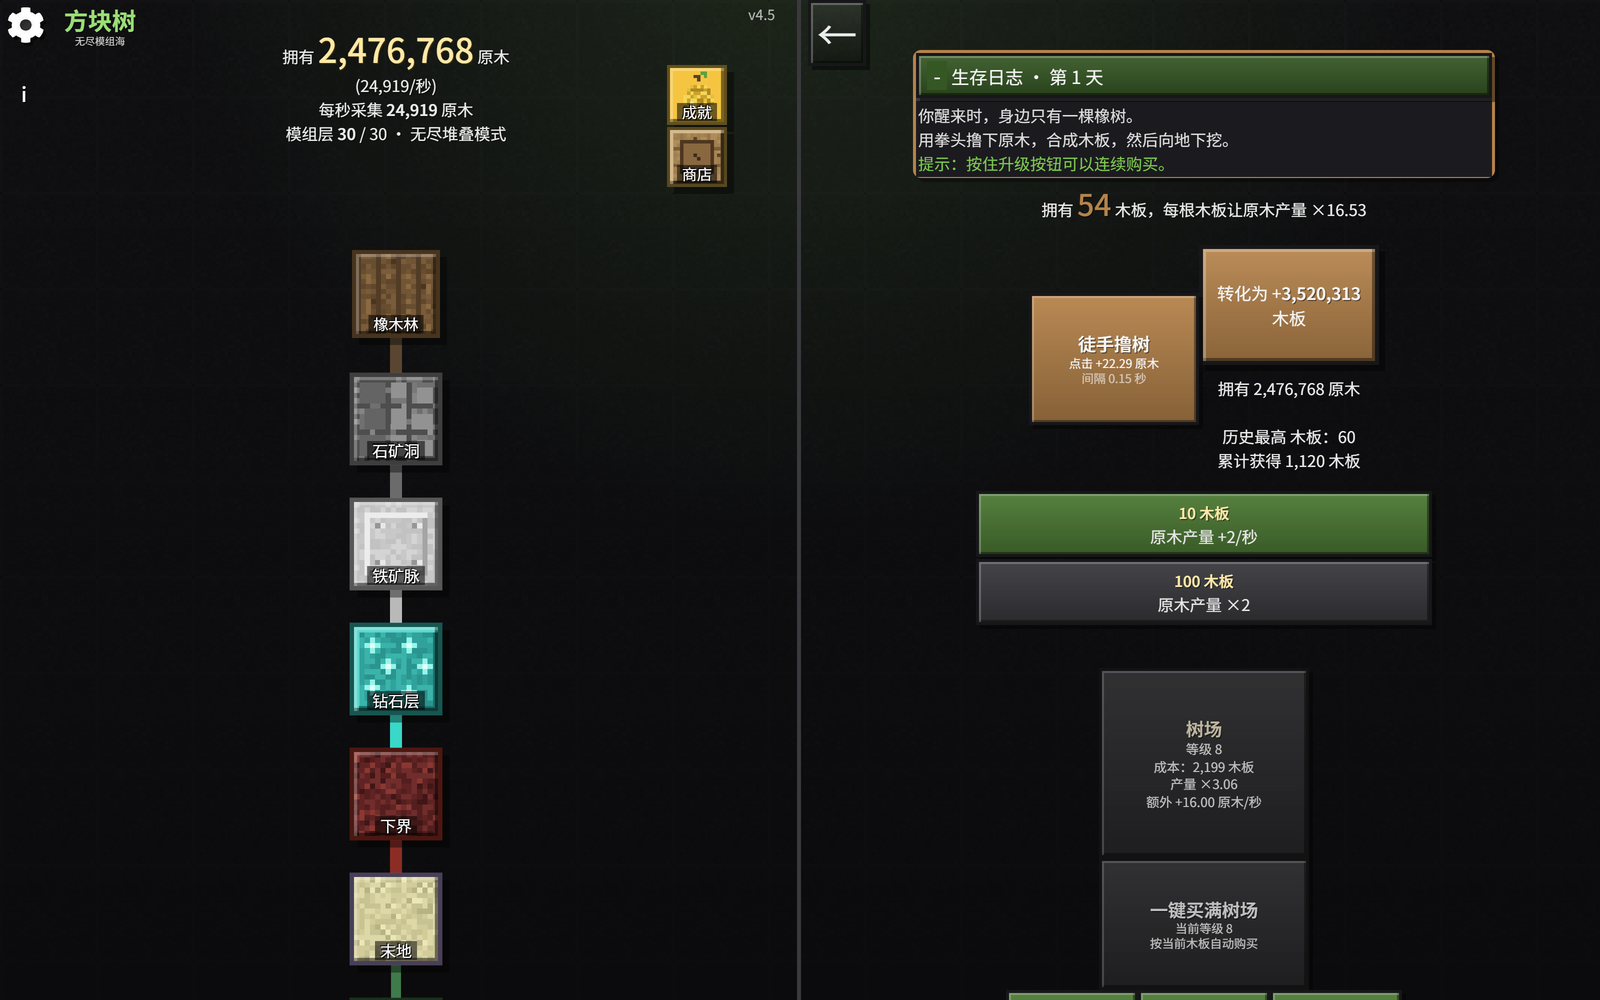 方块树
无尽模组海
i
v4.5
拥有 2,476,768 原木
(24,919/秒)
每秒采集 24,919 原木
模组层 30 / 30 · 无尽堆叠模式
成就
商店
橡木林
石矿洞
铁矿脉
钻石层
下界
末地
- 生存日志 · 第 1 天
你醒来时，身边只有一棵橡树。
用拳头撸下原木，合成木板，然后向地下挖。
提示：按住升级按钮可以连续购买。
拥有 54 木板，每根木板让原木产量 ×16.53
徒手撸树
点击 +22.29 原木
间隔 0.15 秒
转化为 +3,520,313
木板
拥有 2,476,768 原木
历史最高 木板：60
累计获得 1,120 木板
10 木板
原木产量 +2/秒
100 木板
原木产量 ×2
树场
等级 8
成本：2,199 木板
产量 ×3.06
额外 +16.00 原木/秒
一键买满树场
当前等级 8
按当前木板自动购买